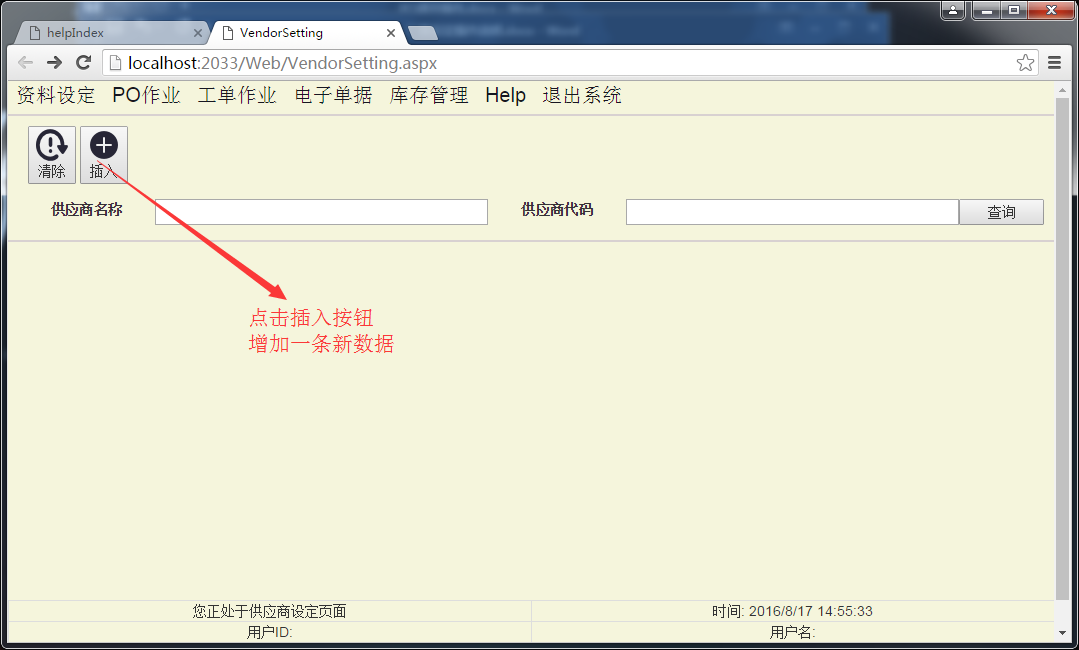 helpIndex
VendorSetting
localhost:2033/Web/VendorSetting.aspx
资料设定 PO作业 工单作业 电子单据 库存管理 Help 退出系统
清除 插入
供应商名称 供应商代码 查询
点击插入按钮
增加一条新数据
您正处于供应商设定页面 时间: 2016/8/17 14:55:33
用户ID: 用户名: